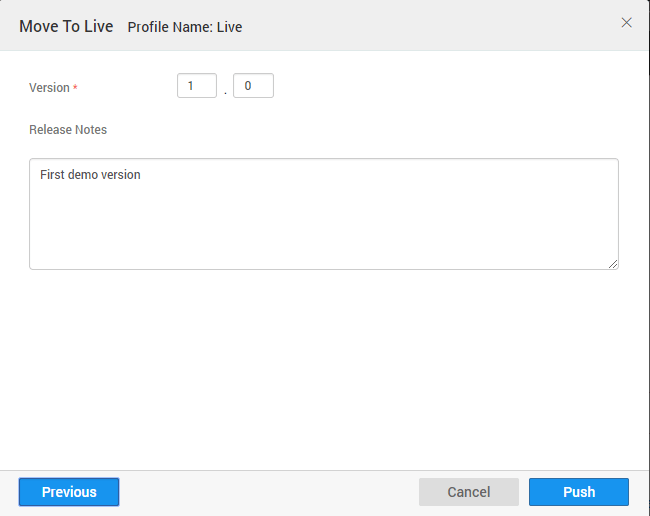 Move To Live Profile Name: Live
Version * 1 . 0
Release Notes
First demo version
Previous Cancel Push